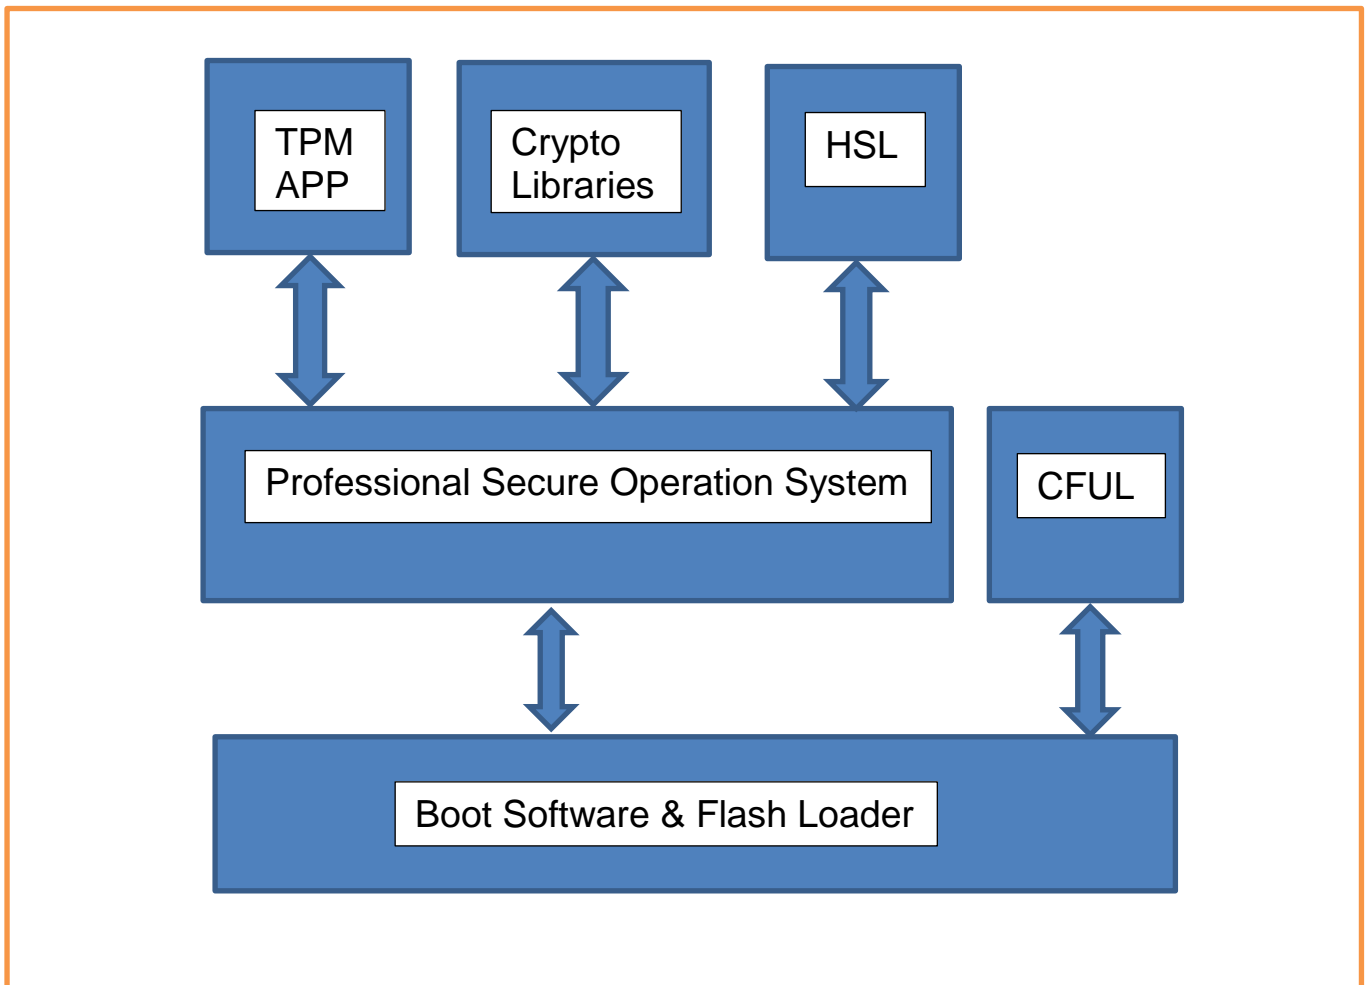 TPM
APP
Crypto
Libraries
HSL
Professional Secure Operation System
CFUL
Boot Software & Flash Loader